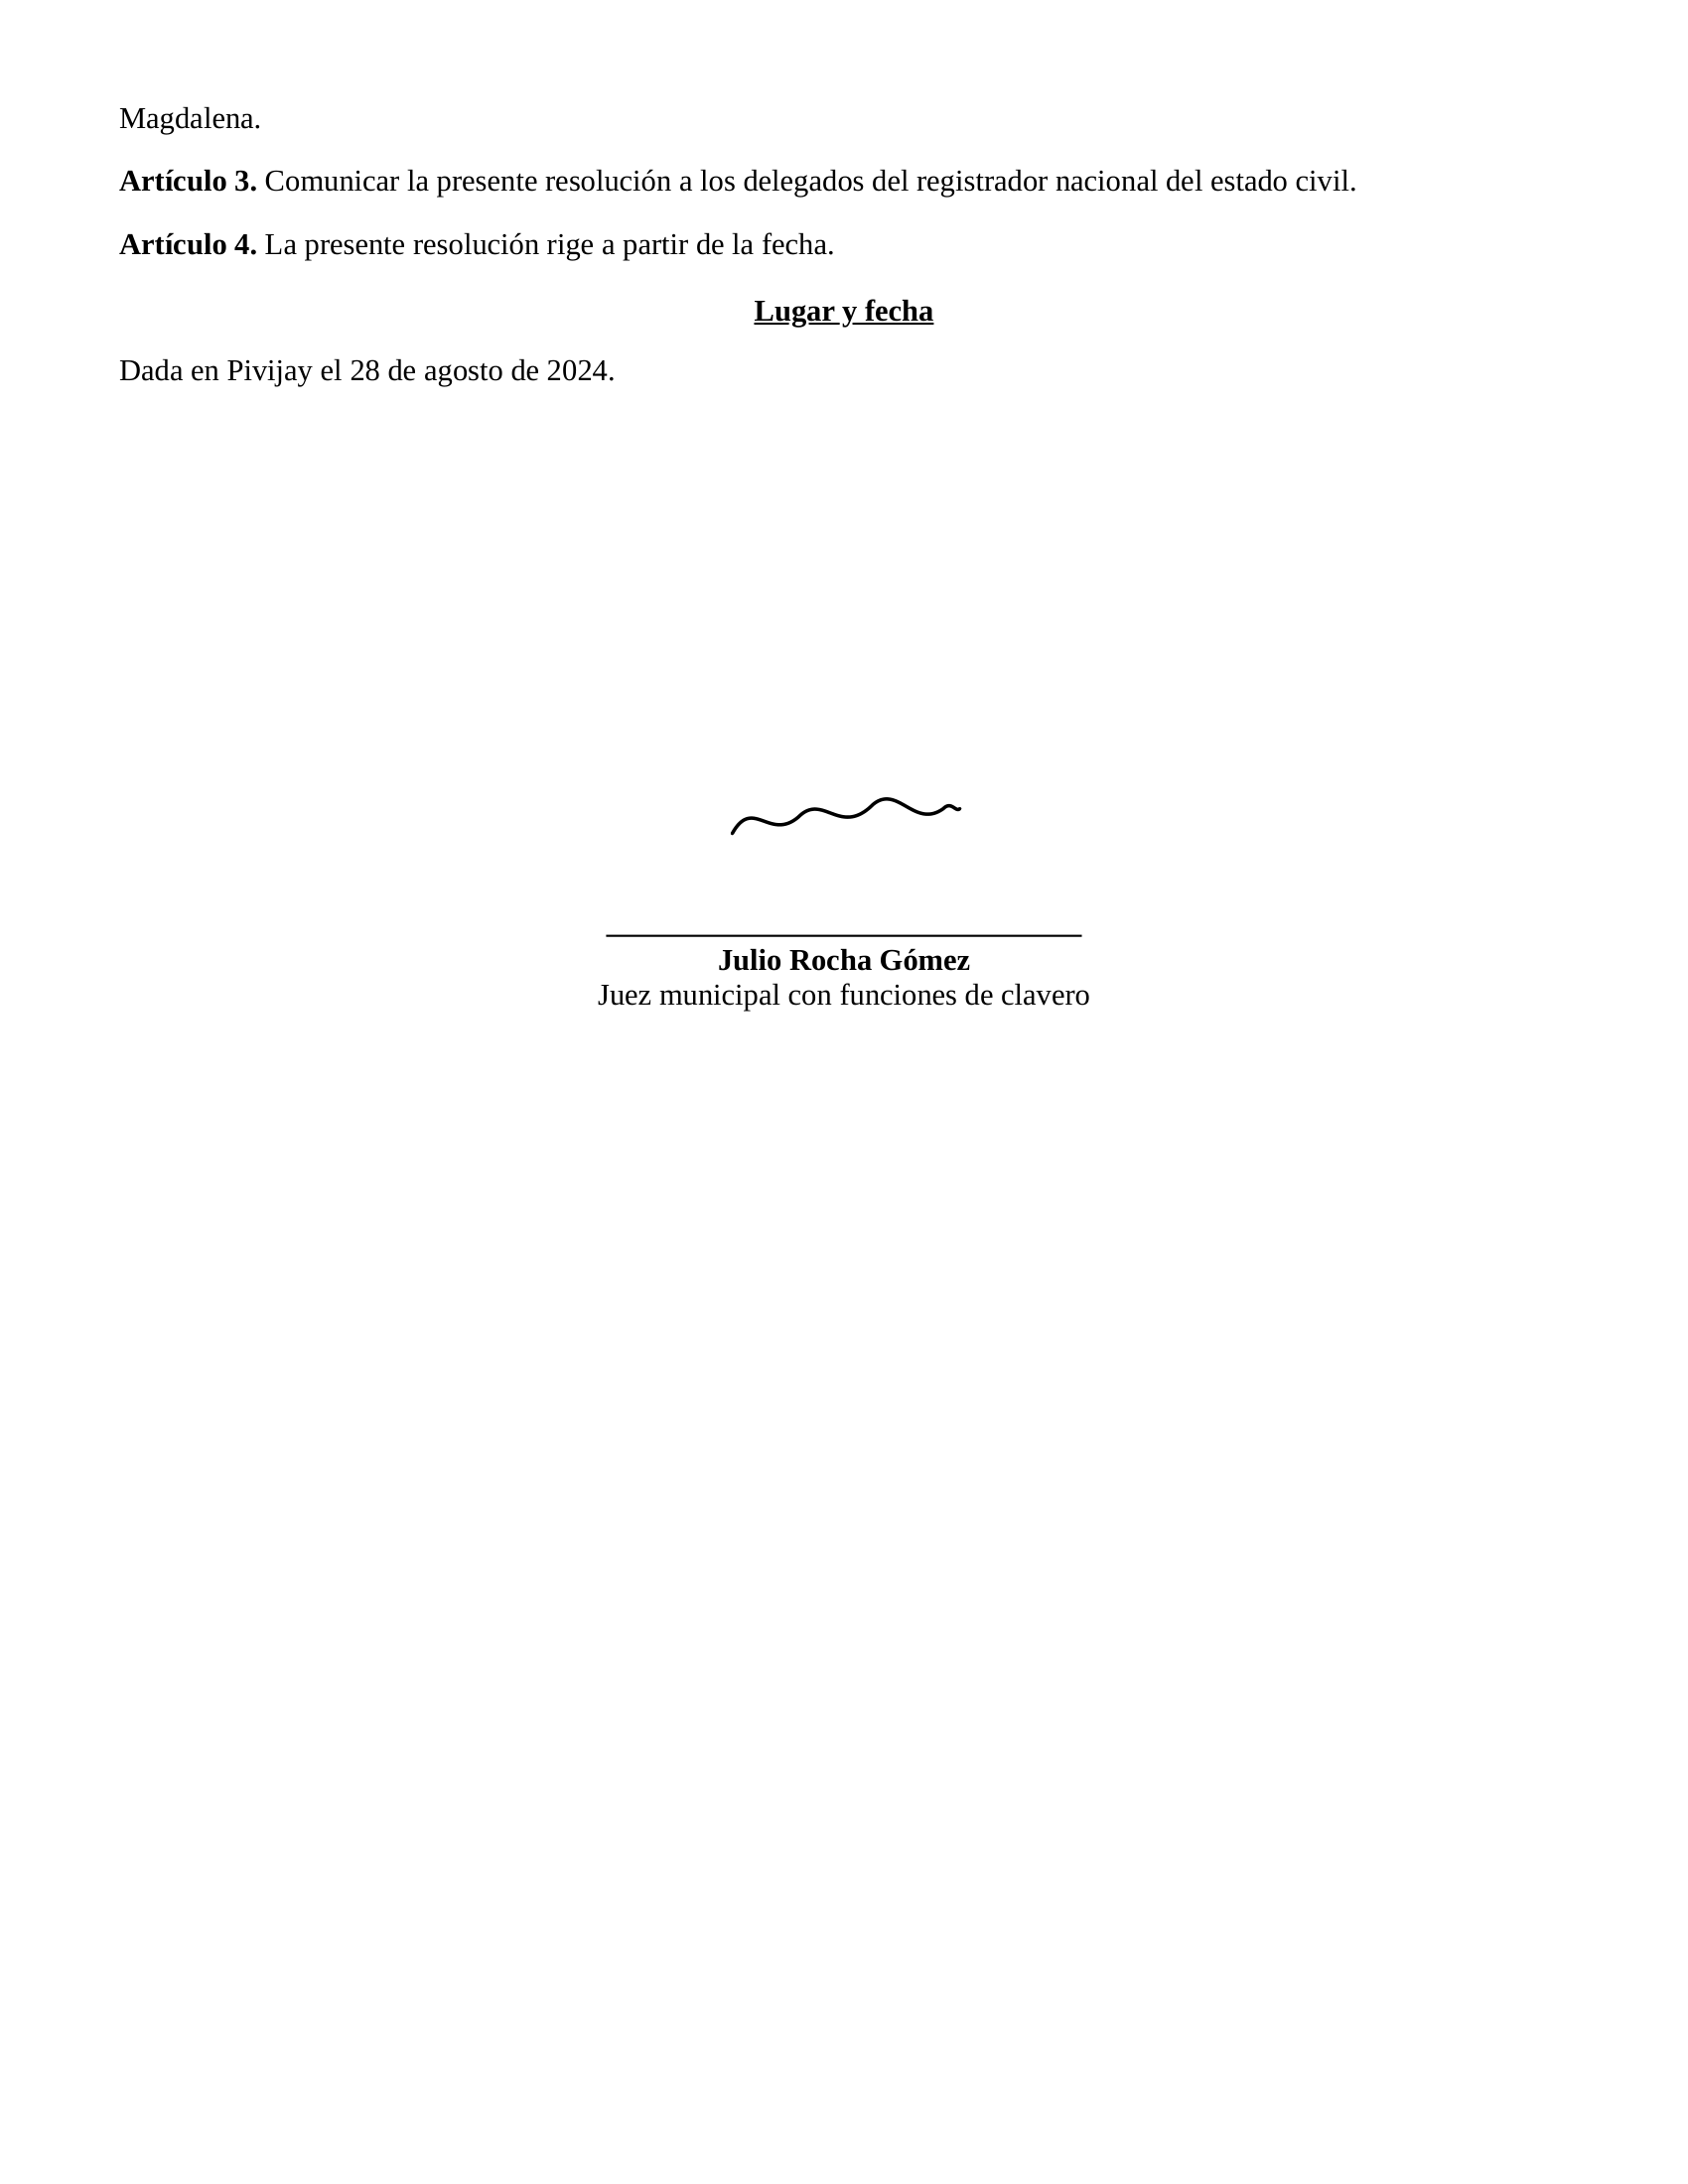 Magdalena.
Artículo 3. Comunicar la presente resolución a los delegados del registrador nacional del estado civil.
Artículo 4. La presente resolución rige a partir de la fecha.
Lugar y fecha
Dada en Pivijay el 28 de agosto de 2024.
Julio Rocha Gómez
Juez municipal con funciones de clavero